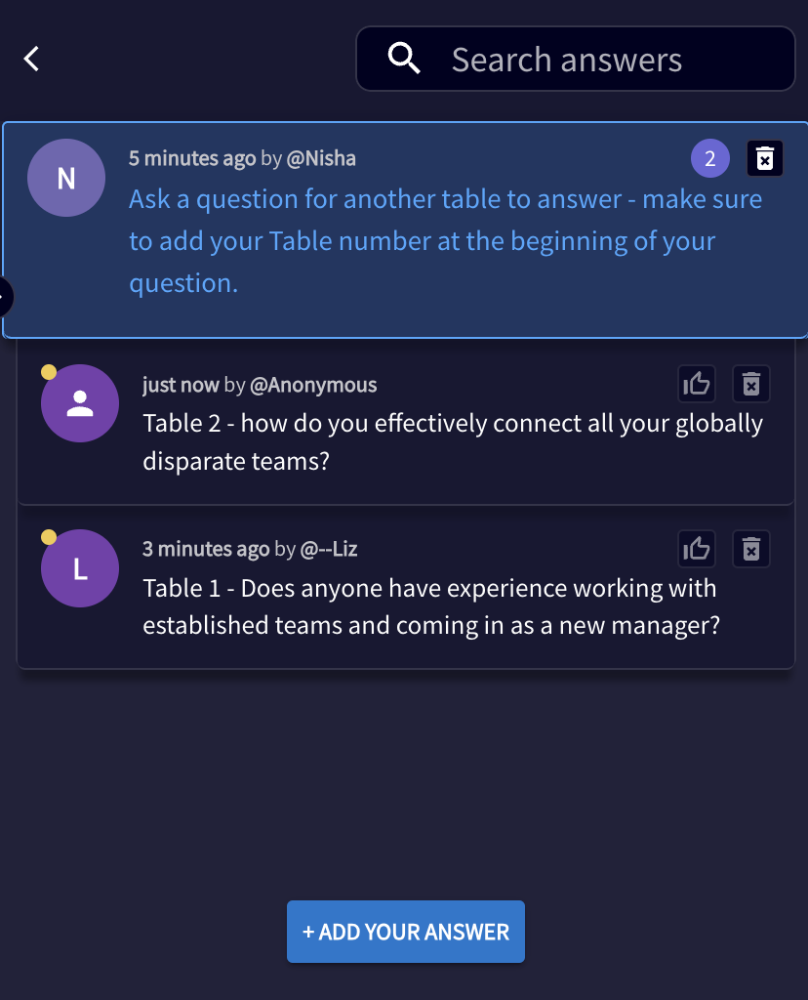 Search answers
N
5 minutes ago by @Nisha
2
Ask a question for another table to answer - make sure
to add your Table number at the beginning of your
question.
just now by @Anonymous
Table 2 - how do you effectively connect all your globally
disparate teams?
L
3 minutes ago by @--Liz
Table 1 - Does anyone have experience working with
established teams and coming in as a new manager?
+ ADD YOUR ANSWER